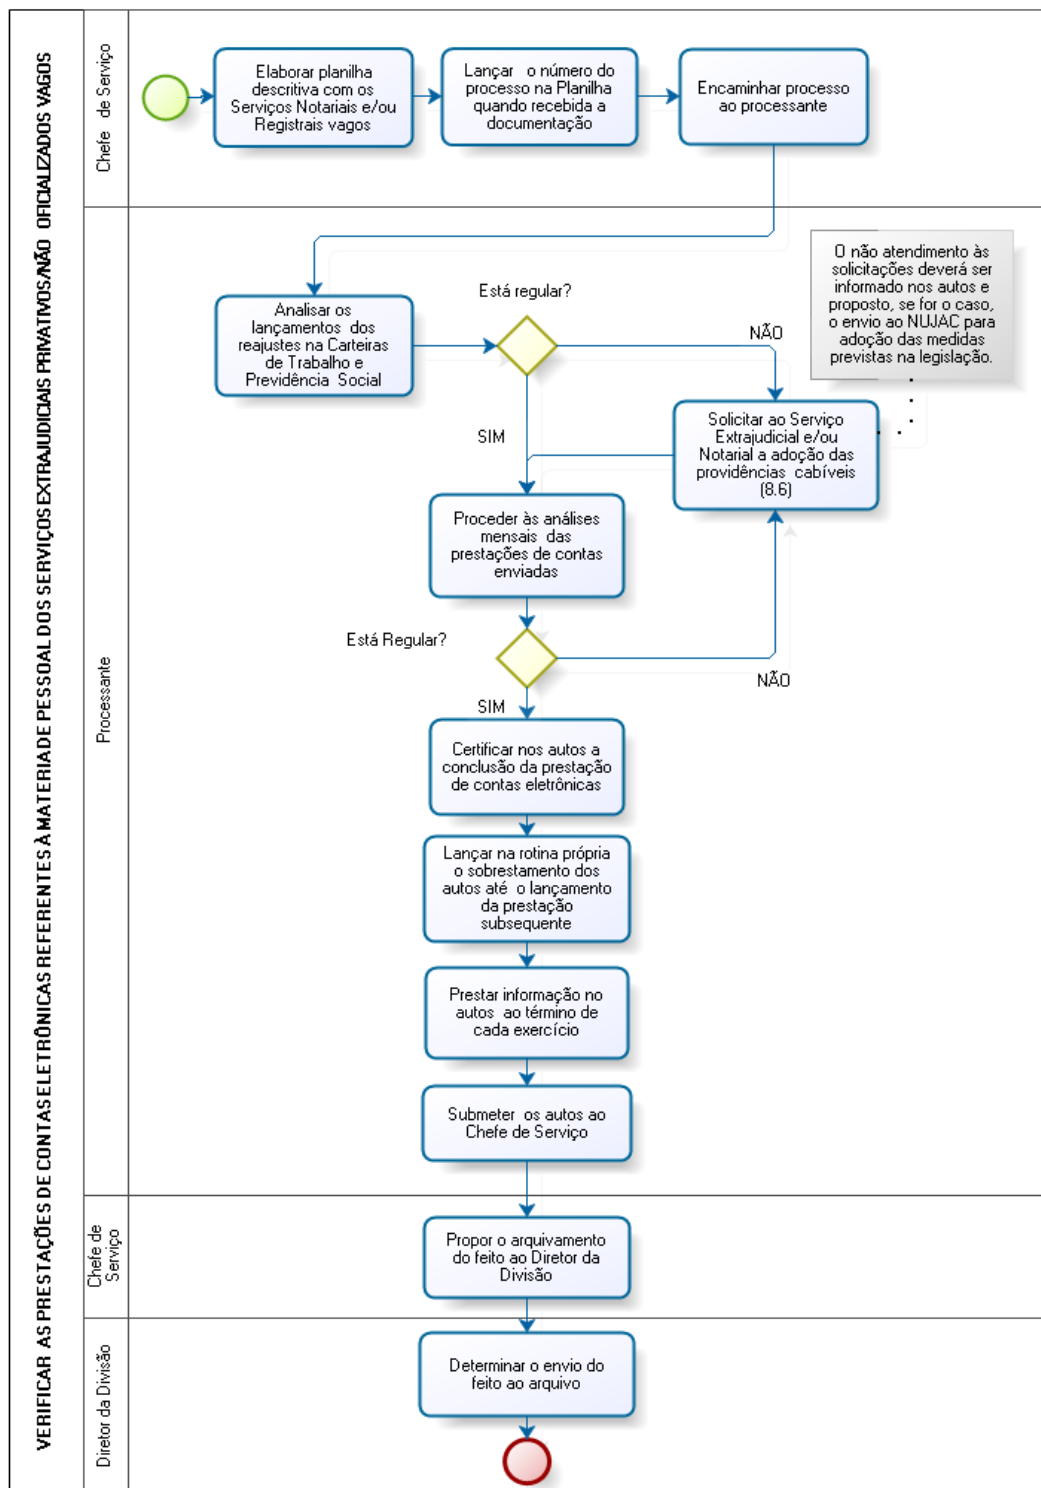 VERIFICAR AS PRESTAÇÕES DE CONTAS ELETRÔNICAS REFERENTES À MATERIA DE PESSOAL DOS SERVIÇOS EXTRAJUDICIAIS PRIVATIVOS/NÃO OFICIALIZADOS VAGOS
Chefe de Serviço
Elaborar planilha
descritiva com os
Serviços Notariais e/ou
Registrais vagos
Lançar o número do
processo na Planilha
quando recebida a
documentação
Encaminhar processo
ao processante
Processante
O não atendimento às
solicitações deverá ser
informado nos autos e
proposto, se for o caso,
o envio ao NUJAC para
adoção das medidas
previstas na legislação.
Analisar os
lançamentos dos
reajustes na Carteiras
de Trabalho e
Previdência Social
Está regular?
NÃO
SIM
Solicitar ao Serviço
Extrajudicial e/ou
Notarial a adoção das
providências cabíveis
(8.6)
Proceder às análises
mensais das
prestações de contas
enviadas
Está Regular?
NÃO
SIM
Certificar nos autos a
conclusão da prestação
de contas eletrônicas
Lançar na rotina própria
o sobrestamento dos
autos até o lançamento
da prestação
subsequente
Prestar informação no
autos ao término de
cada exercício
Submeter os autos ao
Chefe de Serviço
Chefe de
Serviço
Propor o arquivamento
do feito ao Diretor da
Divisão
Diretor da Divisão
Determinar o envio do
feito ao arquivo